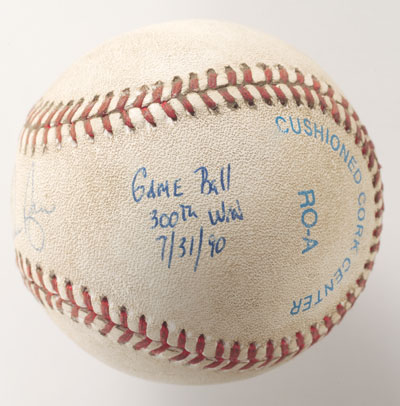 GAME Ball
300th Win
7/31/90
CUSHIONED CORK CENTER
RO-A